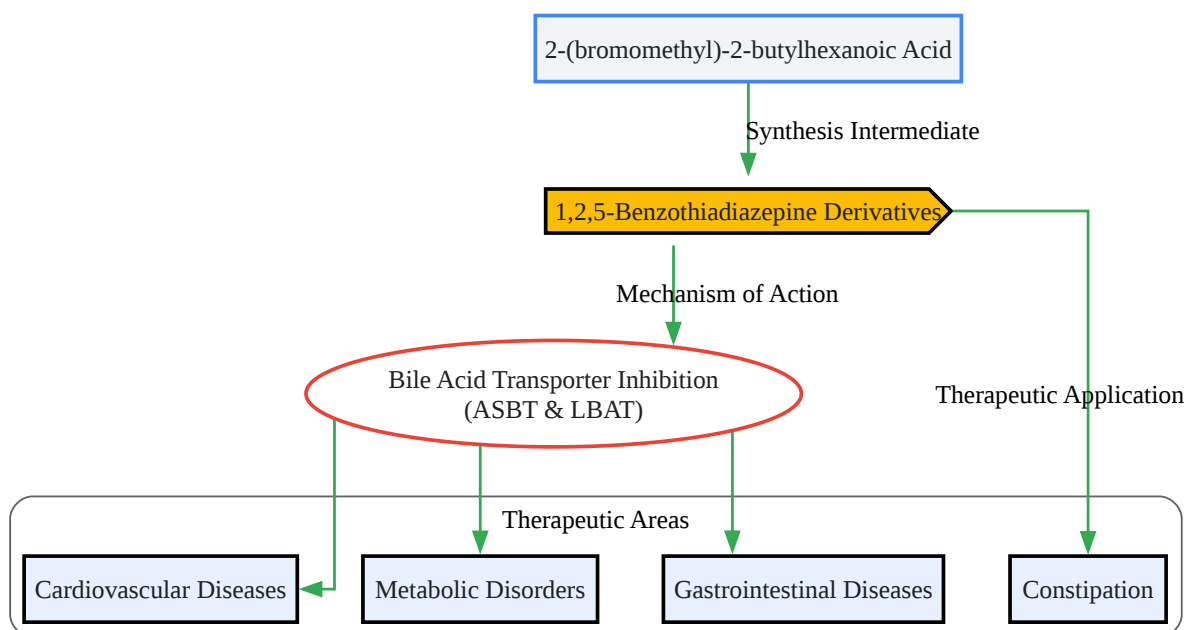 2-(bromomethyl)-2-butylhexanoic Acid
Synthesis Intermediate
1,2,5-Benzothiadiazepine Derivatives
Mechanism of Action
Bile Acid Transporter Inhibition
(ASBT & LBAT)
Therapeutic Application
Therapeutic Areas
Cardiovascular Diseases
Metabolic Disorders
Gastrointestinal Diseases
Constipation